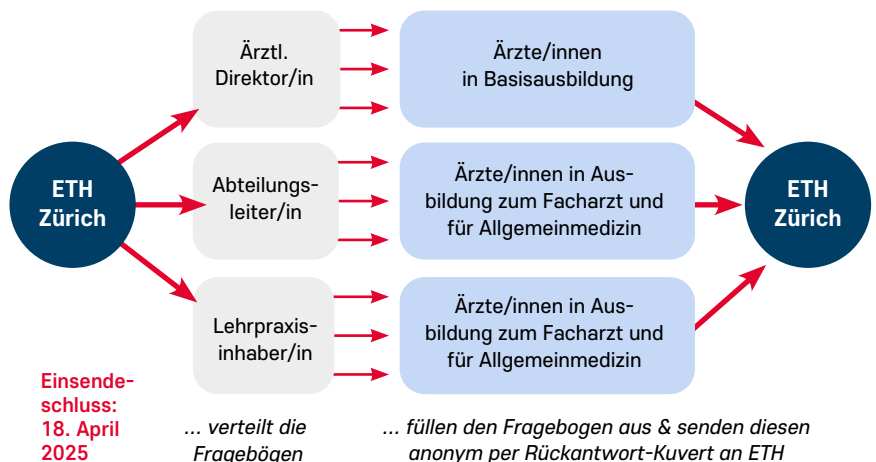 ETH
Zürich
Ärztl.
Direktor/in
Ärzte/innen
in Basisausbildung
Abteilungs-
leiter/in
Ärzte/innen in Aus-
bildung zum Facharzt und
für Allgemeinmedizin
Lehrpraxis-
inhaber/in
Ärzte/innen in Aus-
bildung zum Facharzt und
für Allgemeinmedizin
ETH
Zürich
Einsende-
schluss:
18. April
2025
... verteilt die
Fragebögen
... füllen den Fragebogen aus & senden diesen
anonym per Rückantwort-Kuvert an ETH